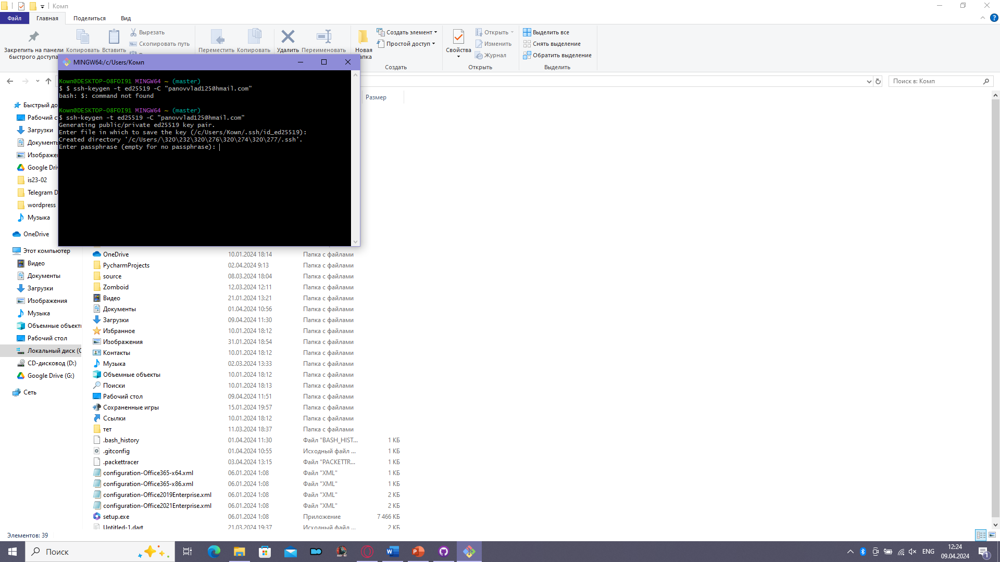 Комп
Файл
Главная
Поделиться
Вид
Закрепить на панели быстрого доступа
Копировать
Вставить
Вырезать
Скопировать путь
Переместить
Копировать
Удалить
Переименовать
Новая
папка
Создать элемент
Простой доступ
Создать
Свойства
Открыть
Изменить
Журнал
Открыть
Выделить все
Снять выделение
Обратить выделение
Выделить
MINGW64:/c/Users/Комп
Комп@DESKTOP-O8FOI91 MINGW64 ~ (master)
$ $ ssh-keygen -t ed25519 -C "panovvlad125@hmail.com"
bash: $: command not found
Комп@DESKTOP-O8FOI91 MINGW64 ~ (master)
$ ssh-keygen -t ed25519 -C "panovvlad125@hmail.com"
Generating public/private ed25519 key pair.
Enter file in which to save the key (/c/Users/Комп/.ssh/id_ed25519):
Created directory '/c/Users/\320\232\320\276\320\274\320\277/.ssh'.
Enter passphrase (empty for no passphrase):
Поиск в: Комп
Размер
Быстрый до
Рабочий с
Загрузки
Документы
Изображе
Google Dri
is23-02
Telegram D
wordpress
Музыка
OneDrive
Этот компьютер
Видео
Документы
Загрузки
Изображения
Музыка
Объемные объекты
Рабочий стол
Локальный диск (C
CD-дисковод (D:)
Google Drive (G:)
Сеть
OneDrive 10.01.2024 18:14 Папка с файлами
PycharmProjects 02.04.2024 9:13 Папка с файлами
source 08.03.2024 18:04 Папка с файлами
Zomboid 12.03.2024 12:11 Папка с файлами
Видео 21.01.2024 13:21 Папка с файлами
Документы 01.04.2024 10:56 Папка с файлами
Загрузки 09.04.2024 11:30 Папка с файлами
Избранное 10.01.2024 18:12 Папка с файлами
Изображения 31.01.2024 18:54 Папка с файлами
Контакты 10.01.2024 18:12 Папка с файлами
Музыка 02.03.2024 13:33 Папка с файлами
Объемные объекты 10.01.2024 18:12 Папка с файлами
Поиски 10.01.2024 18:13 Папка с файлами
Рабочий стол 09.04.2024 11:51 Папка с файлами
Сохраненные игры 15.01.2024 19:57 Папка с файлами
Ссылки 10.01.2024 18:12 Папка с файлами
тет 11.03.2024 18:37 Папка с файлами
.bash_history 01.04.2024 11:30 Файл "BASH_HIST... 1 КБ
.gitconfig 01.04.2024 10:55 Исходный файл ... 1 КБ
.packettracer 03.04.2024 13:15 Файл "PACKETTR... 1 КБ
configuration-Office365-x64.xml 06.01.2024 1:08 Файл "XML" 1 КБ
configuration-Office365-x86.xml 06.01.2024 1:08 Файл "XML" 1 КБ
configuration-Office2019Enterprise.xml 06.01.2024 1:08 Файл "XML" 2 КБ
configuration-Office2021Enterprise.xml 06.01.2024 1:08 Файл "XML" 2 КБ
setup.exe 06.01.2024 1:08 Приложение 7 466 КБ
Untitled-1.dart 21.03.2024 19:37 Исходный файл ... 2 КБ
Элементов: 39
Поиск
ENG
12:24
09.04.2024
1